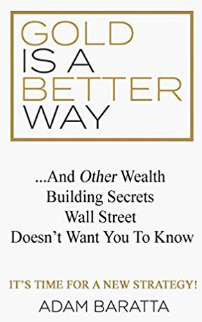 GOLD
IS A
BETTER
WAY
...And Other Wealth
Building Secrets
Wall Street
Doesn't Want You To Know
IT'S TIME FOR A NEW STRATEGY!
ADAM BARATTA